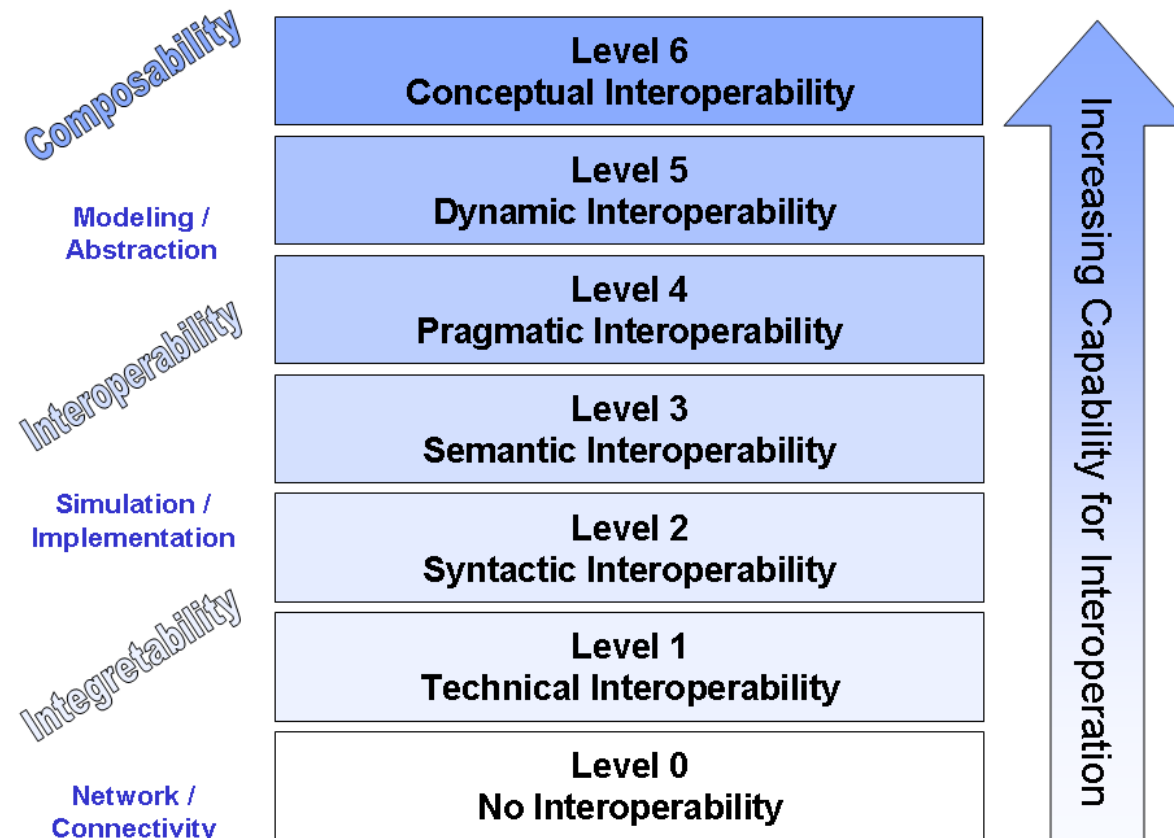 Composability
Modeling /
Abstraction
Interoperability
Simulation /
Implementation
Integretability
Network /
Connectivity
Level 6
Conceptual Interoperability
Level 5
Dynamic Interoperability
Level 4
Pragmatic Interoperability
Level 3
Semantic Interoperability
Level 2
Syntactic Interoperability
Level 1
Technical Interoperability
Level 0
No Interoperability
Increasing Capability for Interoperation